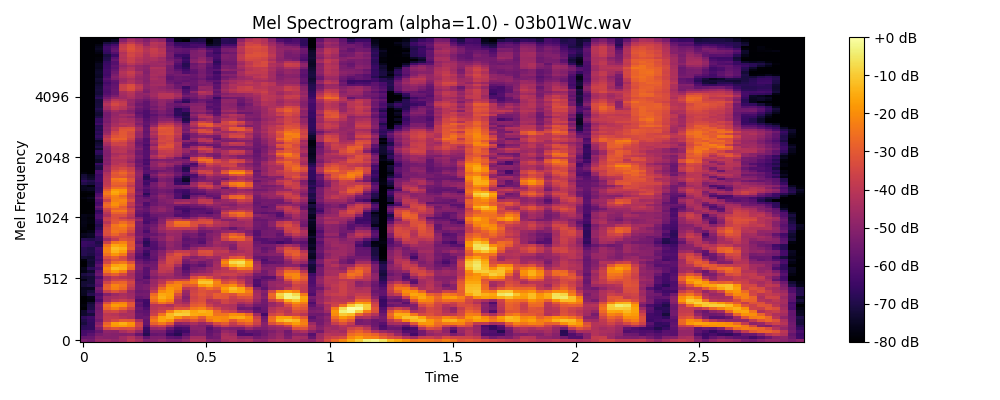 Mel Spectrogram (alpha=1.0) - 03b01Wc.wav
Mel Frequency
4096
2048
1024
512
0
0
0.5
1
1.5
2
2.5
Time
+0 dB
-10 dB
-20 dB
-30 dB
-40 dB
-50 dB
-60 dB
-70 dB
-80 dB